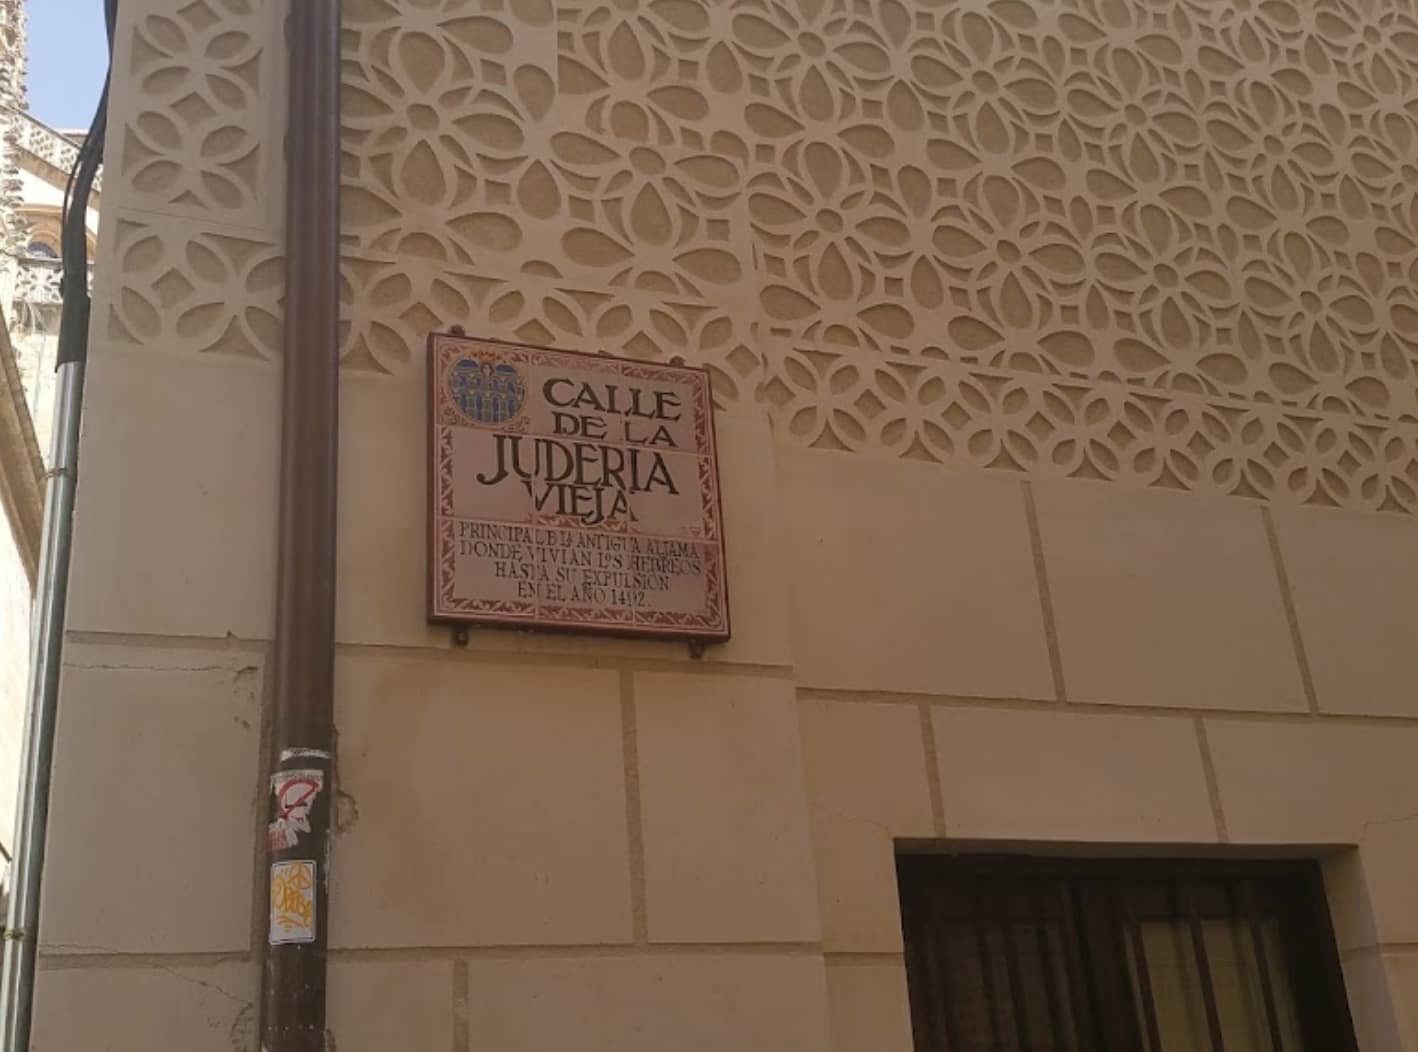 CALLE
DE LA
JUDERIA
VIEJA
PRINCIPAL DE LA ANTIGUA ALJAMA
DONDE VIVIAN LOS HEBREOS
HASTA SU EXPULSION
EN EL AÑO 1492.